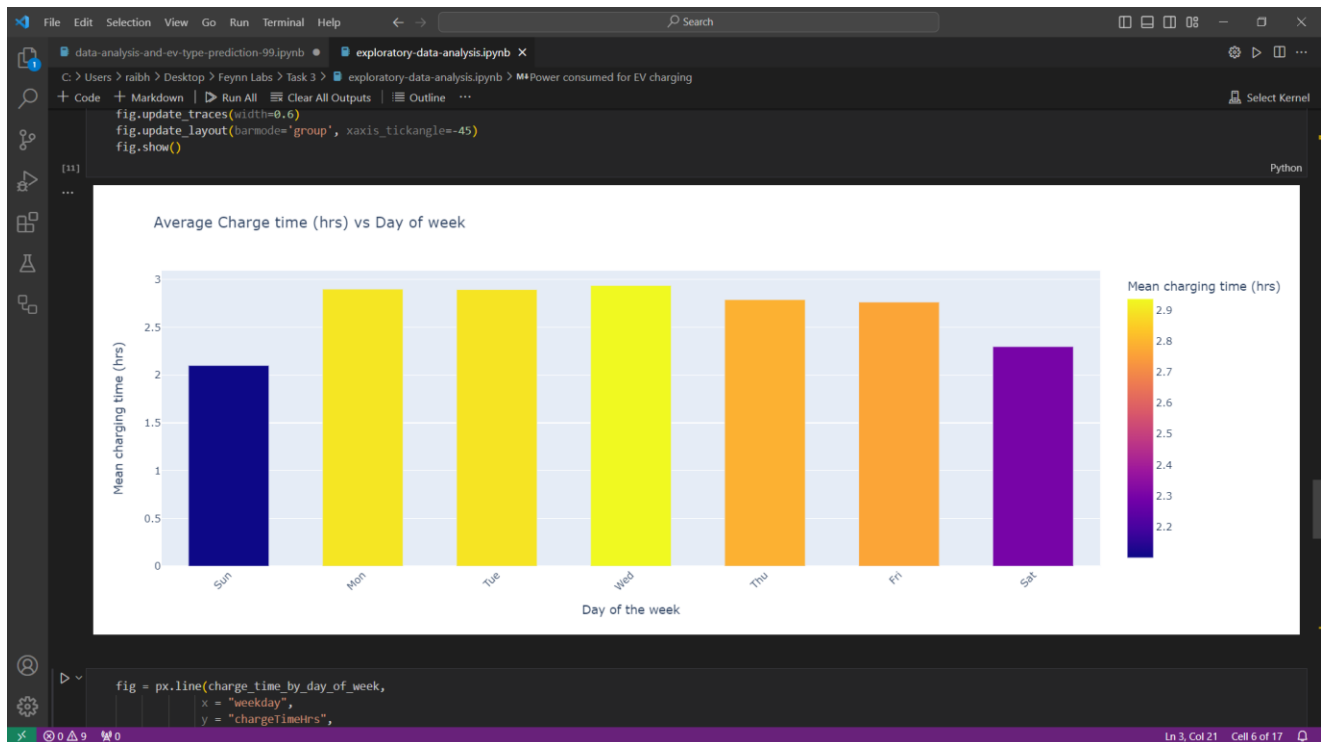 File Edit Selection View Go Run Terminal Help
Search
data-analysis-and-ev-type-prediction-99.ipynb
exploratory-data-analysis.ipynb
C: > Users > raibh > Desktop > Feynn Labs > Task 3 > exploratory-data-analysis.ipynb > M↓Power consumed for EV charging
+ Code + Markdown Run All Clear All Outputs Outline ...
Select Kernel
fig.update_traces(width=0.6)
fig.update_layout(barmode='group', xaxis_tickangle=-45)
fig.show()
[11]
Python
Average Charge time (hrs) vs Day of week
Mean charging time (hrs)
3
2.5
2
1.5
1
0.5
0
Sun Mon Tue Wed Thu Fri Sat
Day of the week
Mean charging time (hrs)
2.9
2.8
2.7
2.6
2.5
2.4
2.3
2.2
fig = px.line(charge_time_by_day_of_week,
x = "weekday",
y = "chargeTimeHrs",
1
0 9 0
Ln 3, Col 21 Cell 6 of 17